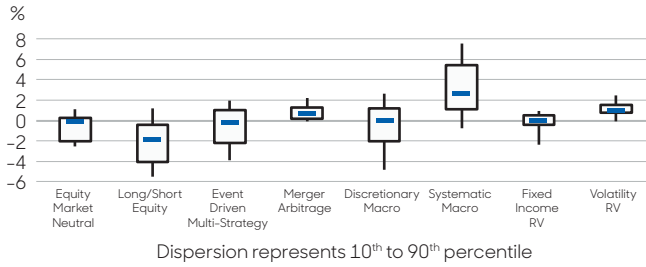 %
8
6
4
2
0
−2
−4
−6
Equity
Market
Neutral
Long/Short
Equity
Event
Driven
Multi-Strategy
Merger
Arbitrage
Discretionary
Macro
Systematic
Macro
Fixed
Income
RV
Volatility
RV
Dispersion represents 10th to 90th percentile